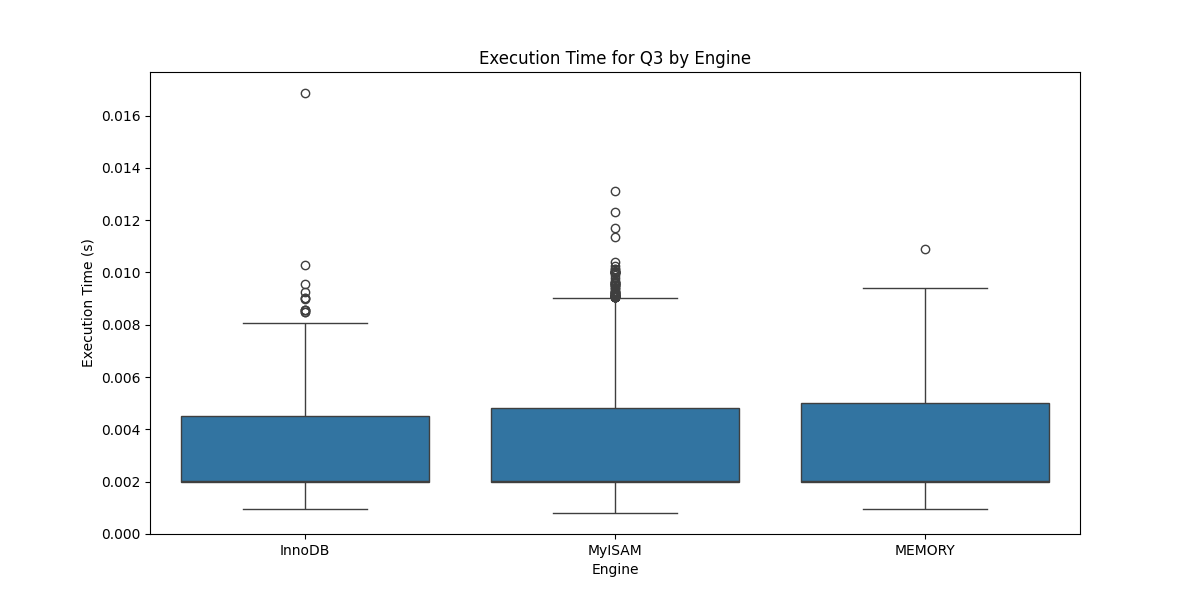 Execution Time for Q3 by Engine
Execution Time (s)
0.016
0.014
0.012
0.010
0.008
0.006
0.004
0.002
0.000
InnoDB MyISAM MEMORY
Engine